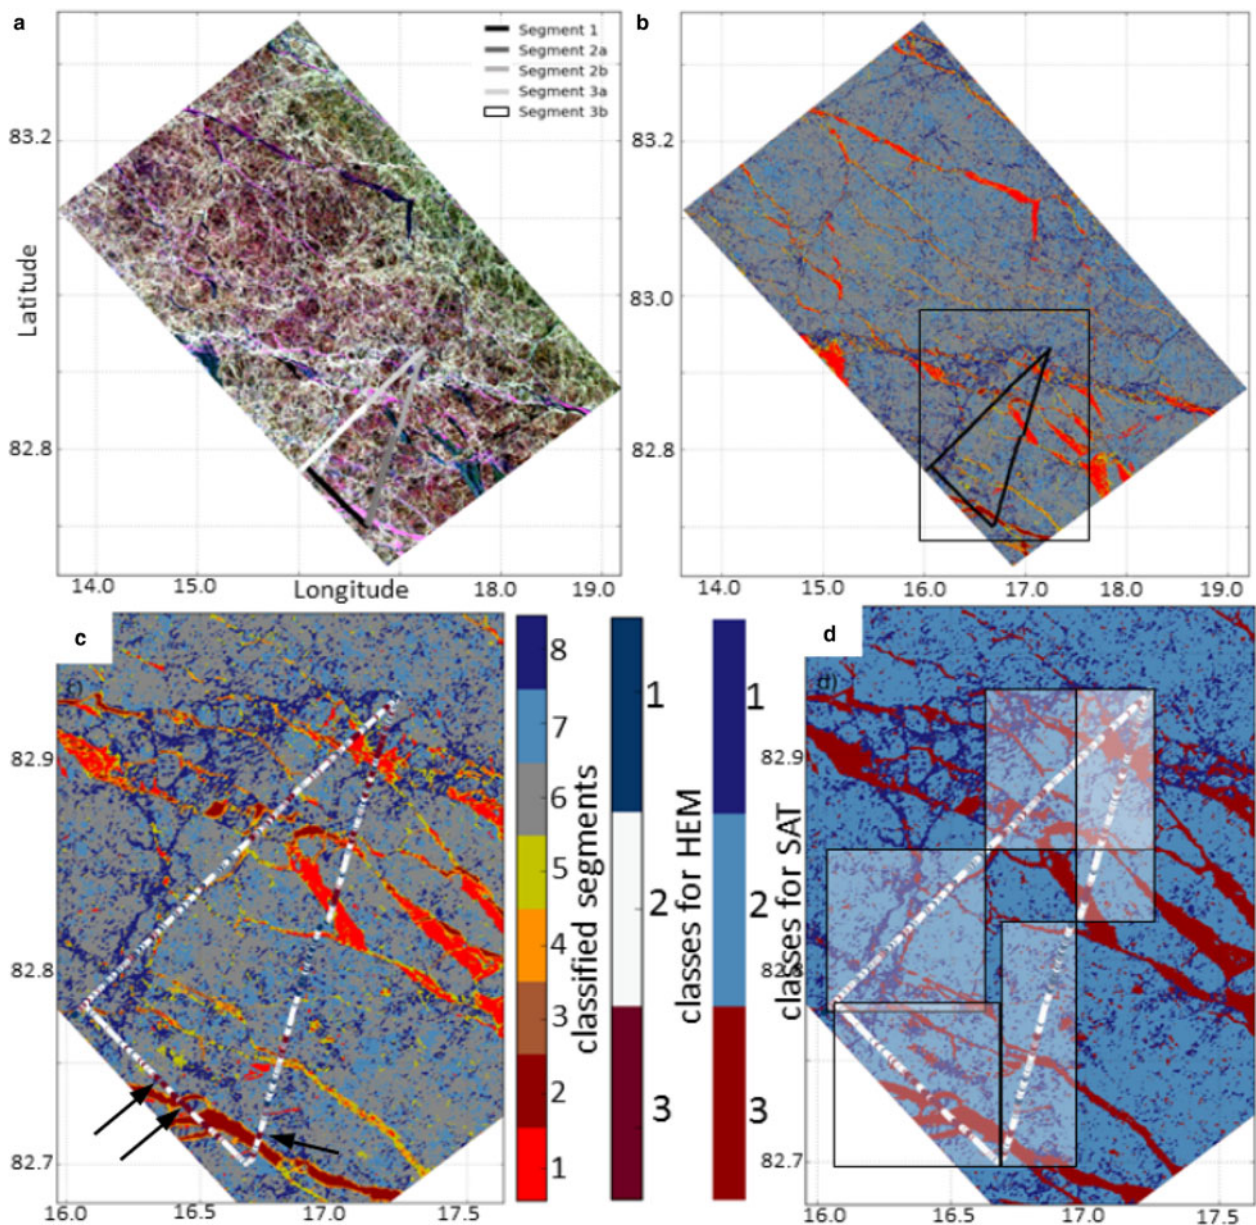 a
Segment 1
Segment 2a
Segment 2b
Segment 3a
Segment 3b
83.2
82.8
Latitude
14.0 15.0 Longitude 18.0 19.0
b
83.2
83.0
82.8
14.0 15.0 16.0 17.0 18.0 19.0
c
82.9
82.8
82.7
16.0 16.5 17.0 17.5
8
7
6
5
4
3
2
1
classified segments
1
2
3
classes for HEM
1
2
3
classes for SAT
d
82.9
82.7
16.0 16.5 17.0 17.5